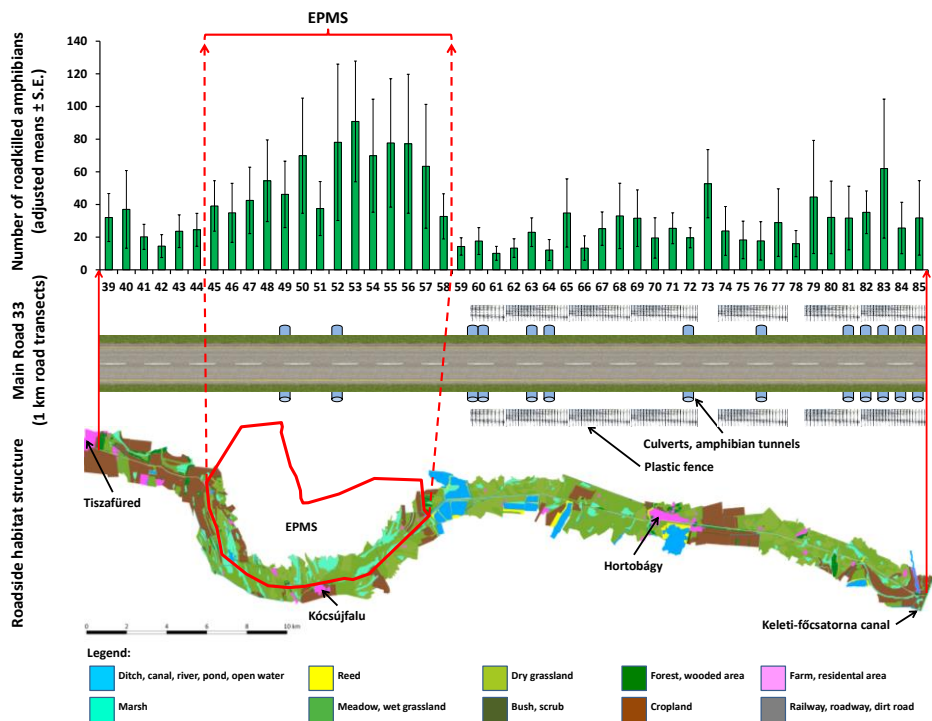 EPMS
Number of roadkilled amphibians
(adjusted means ± S.E.)
140
120
100
80
60
40
20
0
39 40 41 42 43 44 45 46 47 48 49 50 51 52 53 54 55 56 57 58 59 60 61 62 63 64 65 66 67 68 69 70 71 72 73 74 75 76 77 78 79 80 81 82 83 84 85
Main Road 33
(1 km road transects)
Culverts, amphibian tunnels
Plastic fence
Roadside habitat structure
Tiszafüred
EPMS
Kócsújfalu
Hortobágy
Keleti-főcsatorna canal
0 10 km
Legend:
Ditch, canal, river, pond, open water
Reed
Dry grassland
Forest, wooded area
Farm, residental area
Marsh
Meadow, wet grassland
Bush, scrub
Cropland
Railway, roadway, dirt road